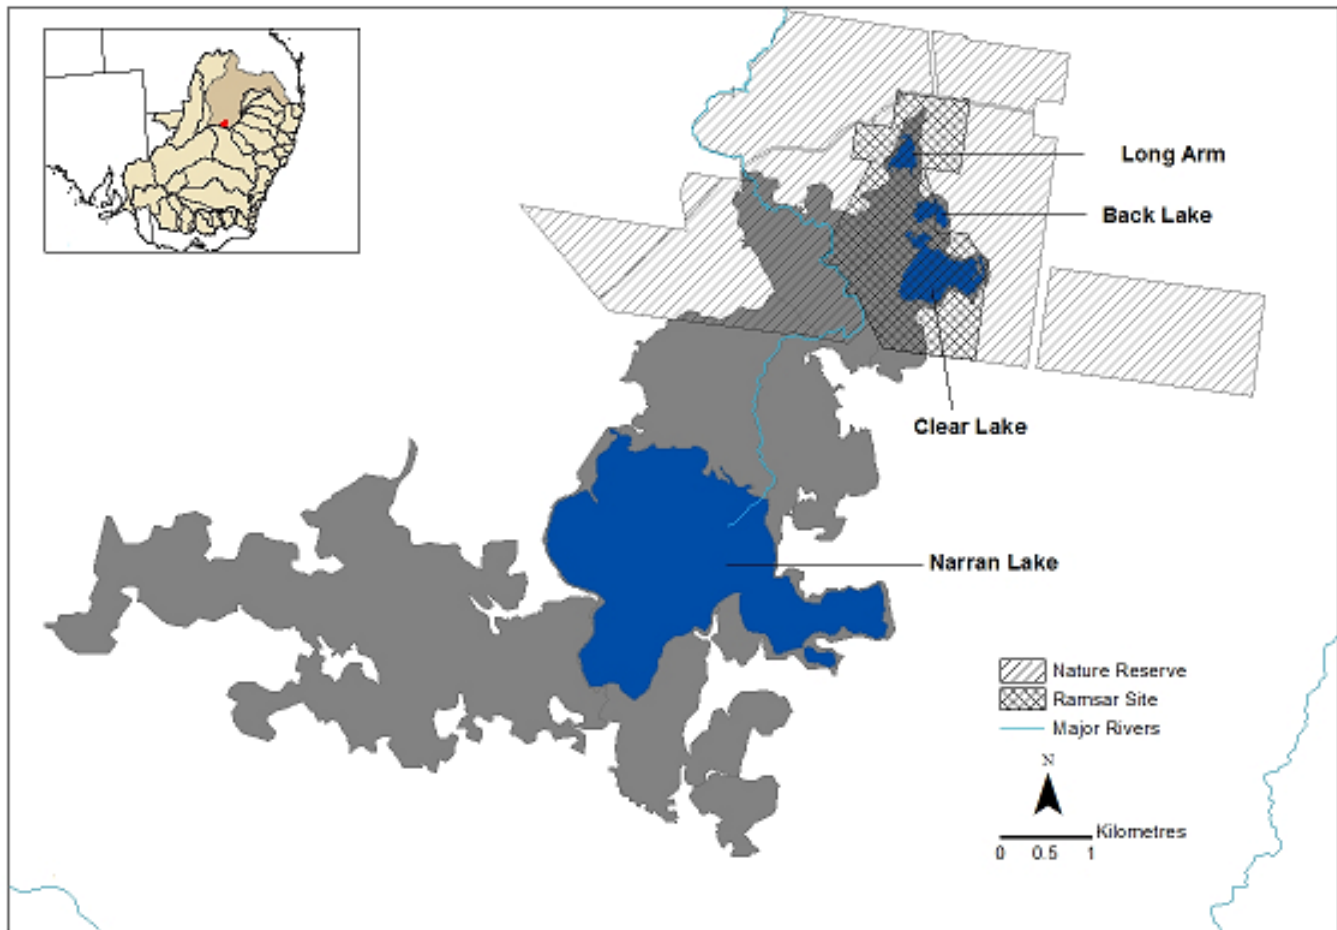 Long Arm
Back Lake
Clear Lake
Narran Lake
Nature Reserve
Ramsar Site
Major Rivers
N
Kilometres
0 0.5 1